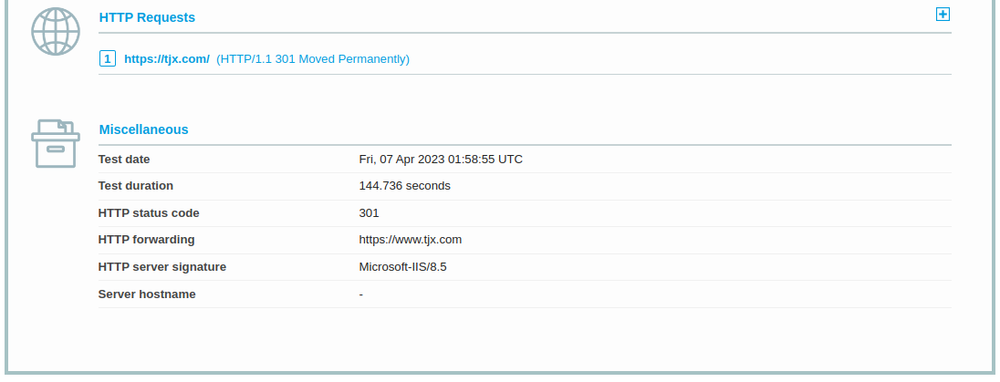 HTTP Requests
1 https://tjx.com/ (HTTP/1.1 301 Moved Permanently)
Miscellaneous
Test date Fri, 07 Apr 2023 01:58:55 UTC
Test duration 144.736 seconds
HTTP status code 301
HTTP forwarding https://www.tjx.com
HTTP server signature Microsoft-IIS/8.5
Server hostname -